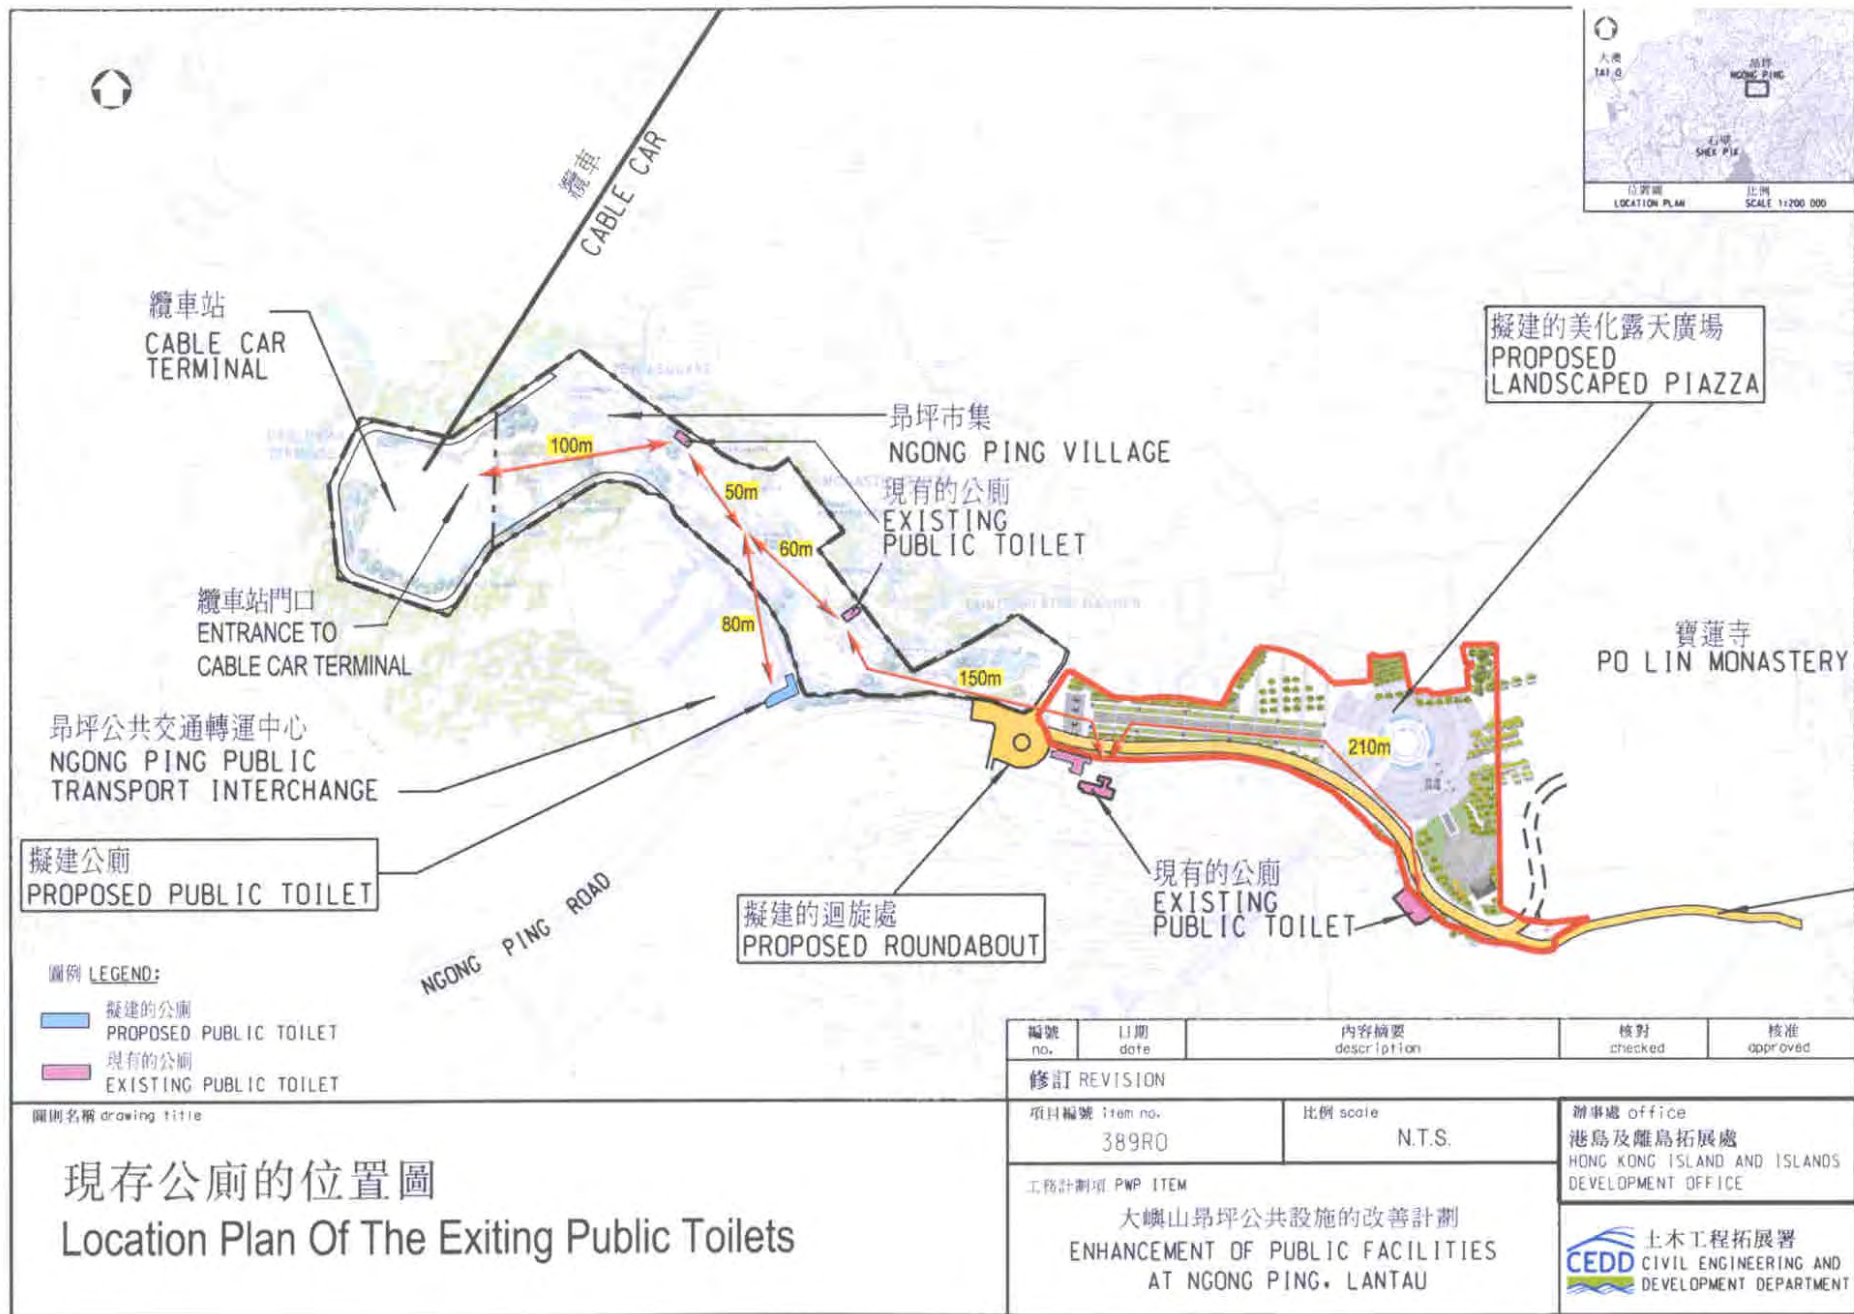 大澳
TAI O
昂坪
NGONG PING
石壁
SHEK PIK
位置圖
LOCATION PLAN
比例
SCALE 1:200 000
纜車
CABLE CAR
纜車站
CABLE CAR
TERMINAL
擬建的美化露天廣場
PROPOSED
LANDSCAPED PIAZZA
昂坪市集
NGONG PING VILLAGE
100m
50m
現有的公廁
EXISTING
PUBLIC TOILET
60m
80m
纜車站門口
ENTRANCE TO
CABLE CAR TERMINAL
150m
寶蓮寺
PO LIN MONASTERY
210m
昂坪公共交通轉運中心
NGONG PING PUBLIC
TRANSPORT INTERCHANGE
擬建公廁
PROPOSED PUBLIC TOILET
NGONG PING ROAD
擬建的迴旋處
PROPOSED ROUNDABOUT
現有的公廁
EXISTING
PUBLIC TOILET
圖例 LEGEND:
擬建的公廁
PROPOSED PUBLIC TOILET
現有的公廁
EXISTING PUBLIC TOILET
編號
no.
日期
date
內容摘要
description
核對
checked
核准
approved
修訂 REVISION
圖則名稱 drawing title
現存公廁的位置圖
Location Plan Of The Exiting Public Toilets
項目編號 item no.
389RO
比例 scale
N.T.S.
辦事處 office
港島及離島拓展處
HONG KONG ISLAND AND ISLANDS
DEVELOPMENT OFFICE
工務計劃項 PWP ITEM
大嶼山昂坪公共設施的改善計劃
ENHANCEMENT OF PUBLIC FACILITIES
AT NGONG PING, LANTAU
CEDD
土木工程拓展署
CIVIL ENGINEERING AND
DEVELOPMENT DEPARTMENT